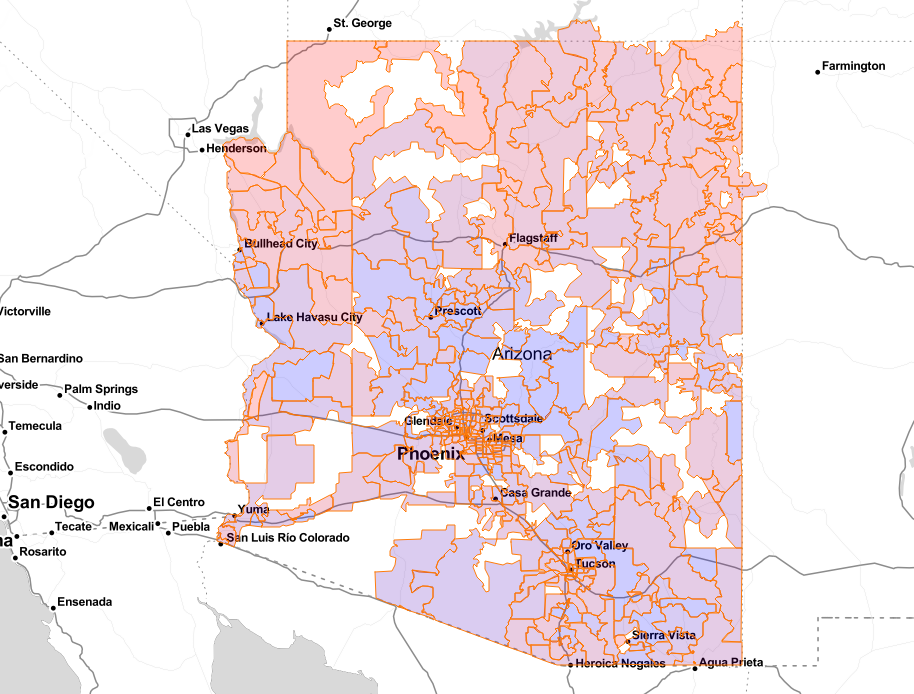 St. George
Farmington
Las Vegas
Henderson
Flagstaff
Bullhead City
Victorville
Lake Havasu City
Prescott
San Bernardino
Arizona
verside
Palm Springs
Indio
Temecula
Glendale
Scottsdale
Mesa
Phoenix
Escondido
Casa Grande
San Diego
El Centro
Yuma
Tecate
Mexicali
Puebla
na
San Luis Río Colorado
Rosarito
Oro Valley
Tucson
Ensenada
Sierra Vista
Heroica Nogales
Agua Prieta